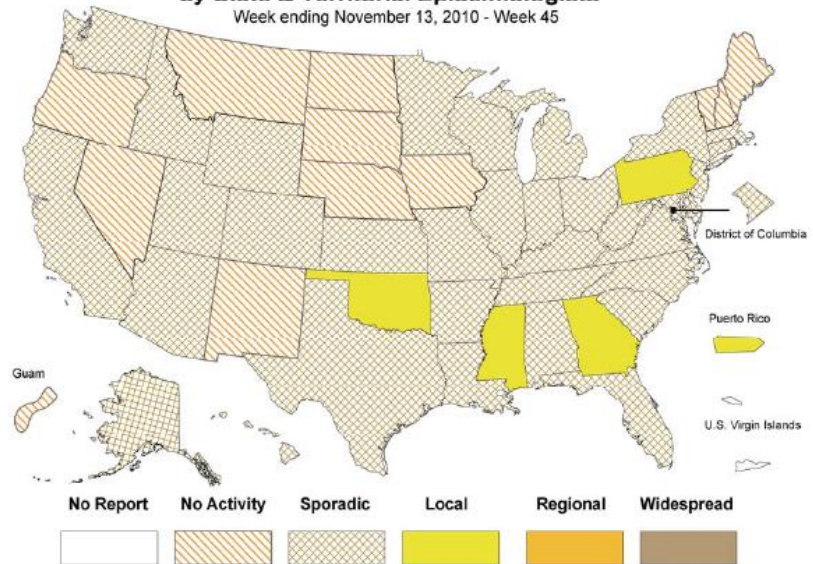 Week ending November 13, 2010 - Week 45
District of Columbia
Puerto Rico
Guam
U.S. Virgin Islands
No Report No Activity Sporadic Local Regional Widespread